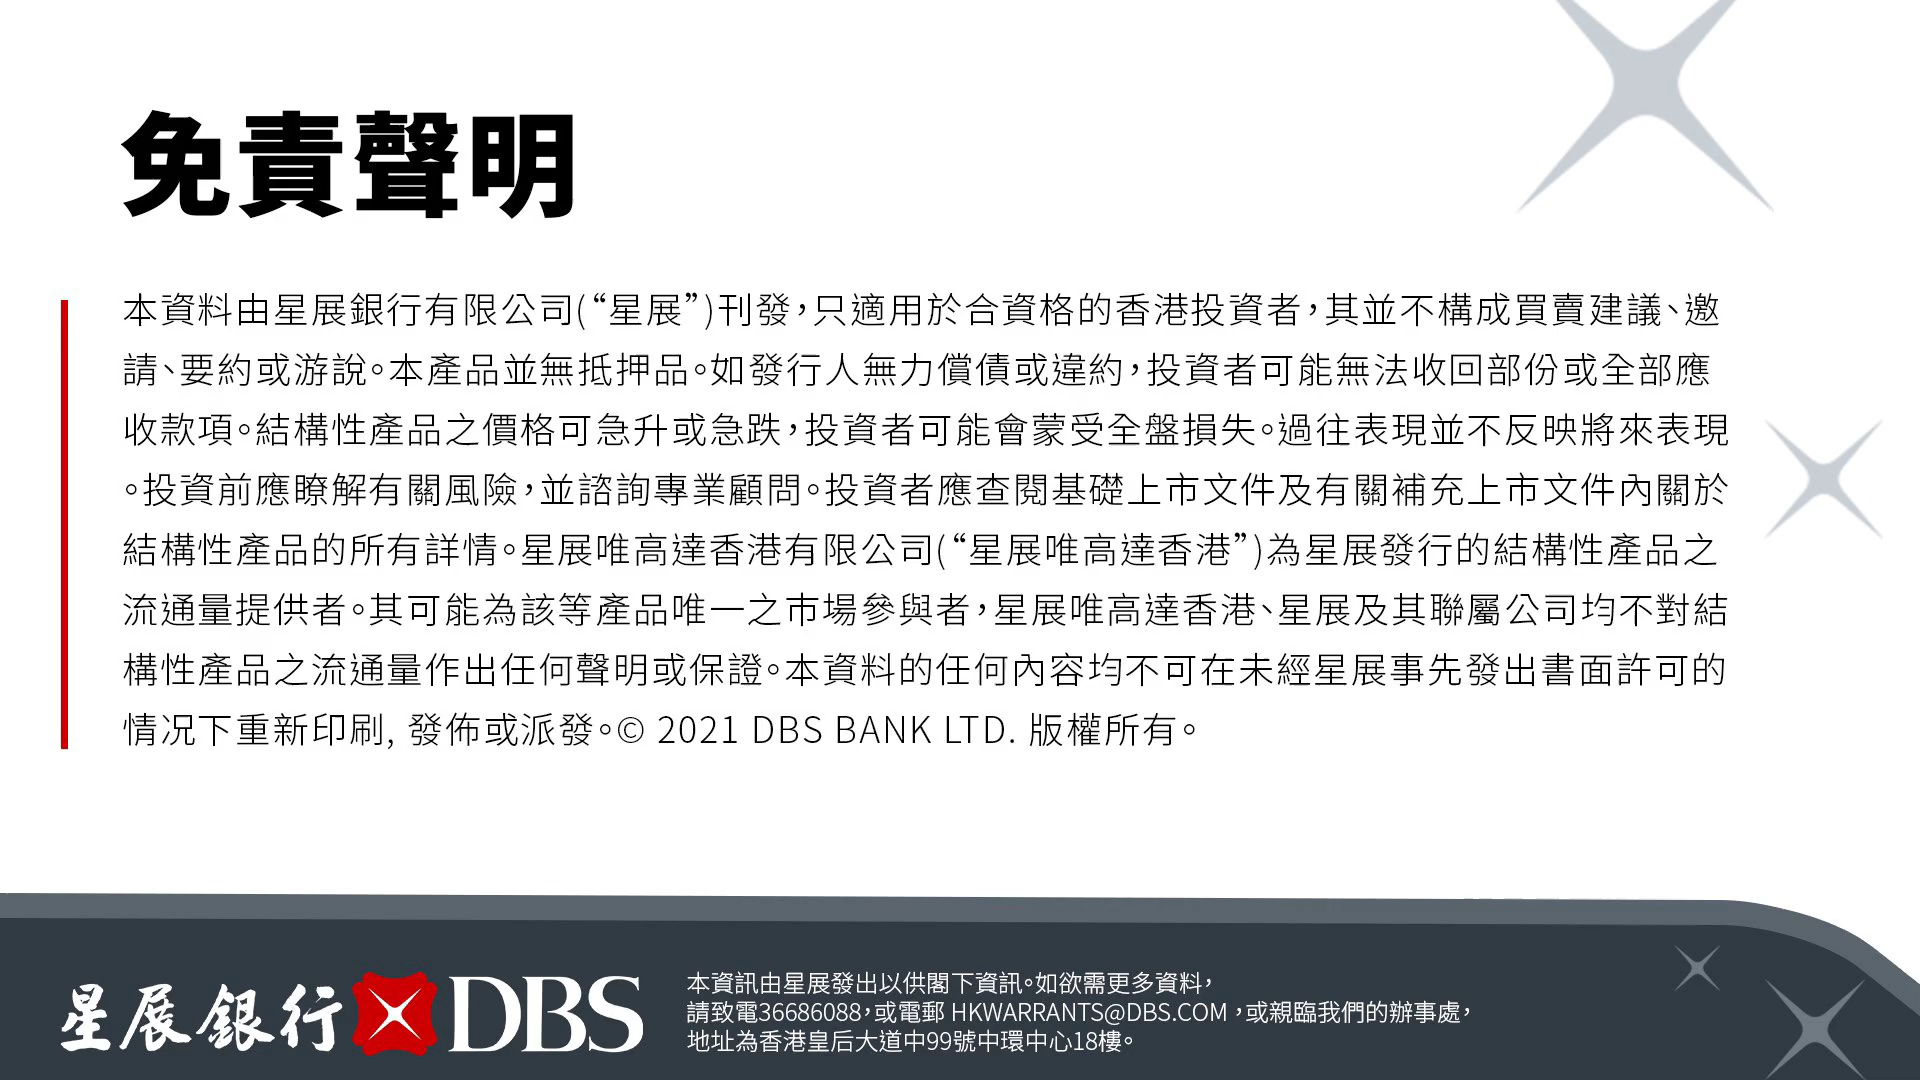 免責聲明
本資料由星展銀行有限公司(“星展”)刊發，只適用於合資格的香港投資者，其並不構成買賣建議、邀
請、要約或游說。本產品並無抵押品。如發行人無力償債或違約，投資者可能無法收回部份或全部應
收款項。結構性產品之價格可急升或急跌，投資者可能會蒙受全盤損失。過往表現並不反映將來表現
。投資前應瞭解有關風險，並諮詢專業顧問。投資者應查閱基礎上市文件及有關補充上市文件內關於
結構性產品的所有詳情。星展唯高達香港有限公司(“星展唯高達香港”)為星展發行的結構性產品之
流通量提供者。其可能為該等產品唯一之市場參與者，星展唯高達香港、星展及其聯屬公司均不對結
構性產品之流通量作出任何聲明或保證。本資料的任何內容均不可在未經星展事先發出書面許可的
情況下重新印刷, 發佈或派發。© 2021 DBS BANK LTD. 版權所有。
星展銀行 DBS
本資訊由星展發出以供閣下資訊。如欲需更多資料，
請致電36686088，或電郵 HKWARRANTS@DBS.COM ，或親臨我們的辦事處，
地址為香港皇后大道中99號中環中心18樓。